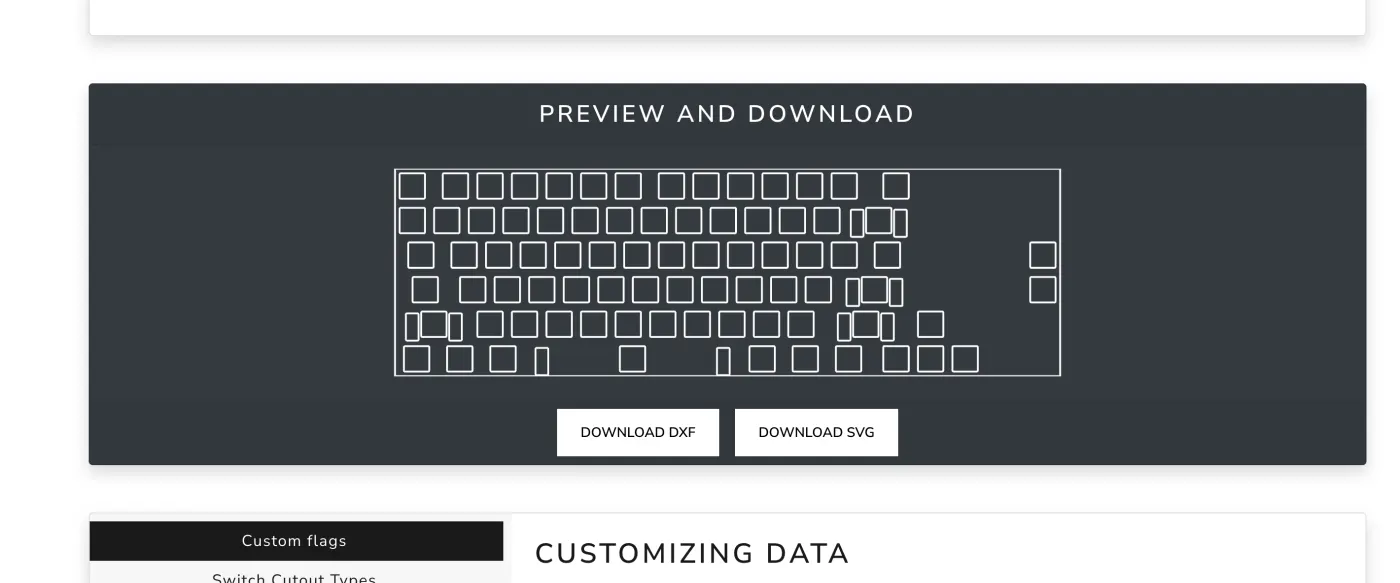 PREVIEW AND DOWNLOAD
DOWNLOAD DXF
DOWNLOAD SVG
Custom flags
CUSTOMIZING DATA
Switch Cutout Types